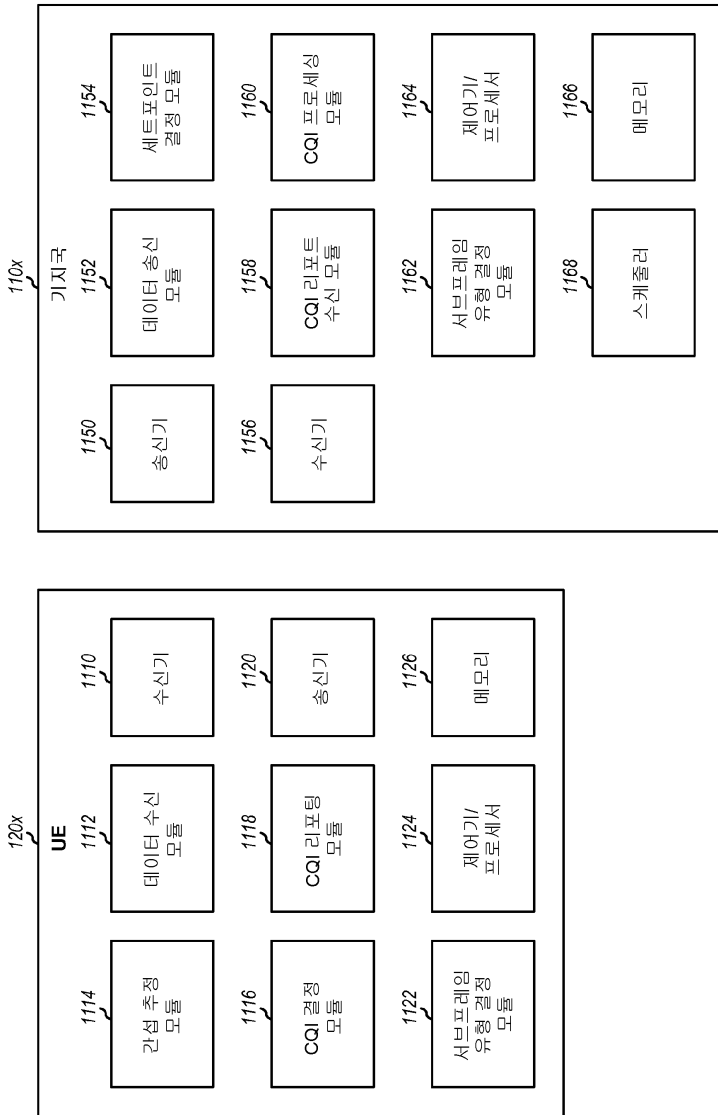 120x
UE
1114
간섭 추정
모듈
1112
데이터 수신
모듈
1110
수신기
1116
CQI 결정
모듈
1118
CQI 리포팅
모듈
1120
송신기
1122
서브프레임
유형 결정
모듈
1124
제어기/
프로세서
1126
메모리
110x
기지국
1150
송신기
1152
데이터 송신
모듈
1154
세트포인트
결정 모듈
1156
수신기
1158
CQI 리포트
수신 모듈
1160
CQI 프로세싱
모듈
1162
서브프레임
유형 결정
모듈
1164
제어기/
프로세서
1168
스케줄러
1166
메모리